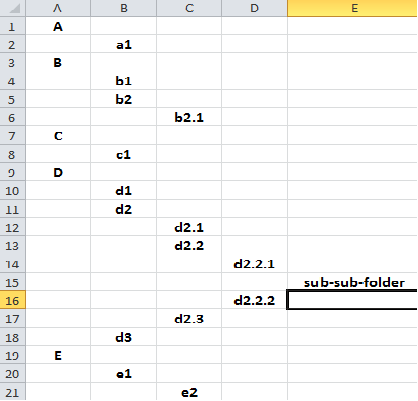 A B C D E
1 A
2 a1
3 B
4 b1
5 b2
6 b2.1
7 C
8 c1
9 D
10 d1
11 d2
12 d2.1
13 d2.2
14 d2.2.1
15 sub-sub-folder
16 d2.2.2
17 d2.3
18 d3
19 E
20 e1
21 e2